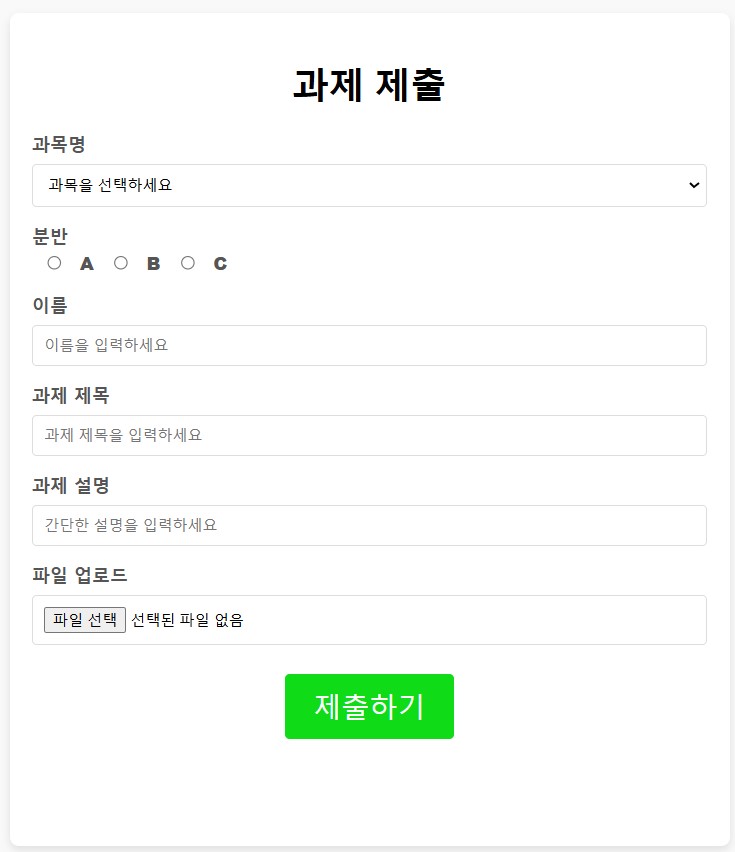 과제 제출
과목명
과목을 선택하세요
분반
A B C
이름
이름을 입력하세요
과제 제목
과제 제목을 입력하세요
과제 설명
간단한 설명을 입력하세요
파일 업로드
파일 선택 선택된 파일 없음
제출하기